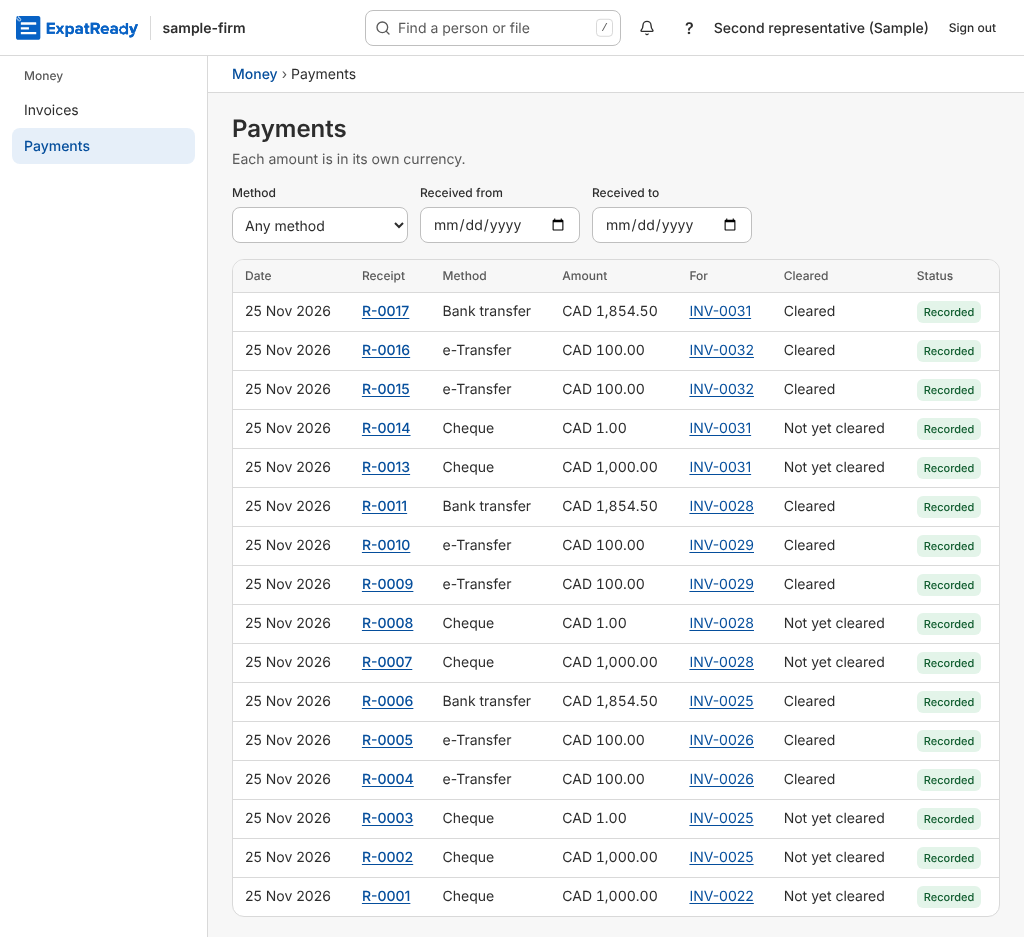 ExpatReady
sample-firm
Find a person or file
/
?
Second representative (Sample)
Sign out
Money
Invoices
Payments
Money › Payments
Payments
Each amount is in its own currency.
Method
Received from
Received to
Any method
mm/dd/yyyy
mm/dd/yyyy
Date Receipt Method Amount For Cleared Status
25 Nov 2026 R-0017 Bank transfer CAD 1,854.50 INV-0031 Cleared Recorded
25 Nov 2026 R-0016 e-Transfer CAD 100.00 INV-0032 Cleared Recorded
25 Nov 2026 R-0015 e-Transfer CAD 100.00 INV-0032 Cleared Recorded
25 Nov 2026 R-0014 Cheque CAD 1.00 INV-0031 Not yet cleared Recorded
25 Nov 2026 R-0013 Cheque CAD 1,000.00 INV-0031 Not yet cleared Recorded
25 Nov 2026 R-0011 Bank transfer CAD 1,854.50 INV-0028 Cleared Recorded
25 Nov 2026 R-0010 e-Transfer CAD 100.00 INV-0029 Cleared Recorded
25 Nov 2026 R-0009 e-Transfer CAD 100.00 INV-0029 Cleared Recorded
25 Nov 2026 R-0008 Cheque CAD 1.00 INV-0028 Not yet cleared Recorded
25 Nov 2026 R-0007 Cheque CAD 1,000.00 INV-0028 Not yet cleared Recorded
25 Nov 2026 R-0006 Bank transfer CAD 1,854.50 INV-0025 Cleared Recorded
25 Nov 2026 R-0005 e-Transfer CAD 100.00 INV-0026 Cleared Recorded
25 Nov 2026 R-0004 e-Transfer CAD 100.00 INV-0026 Cleared Recorded
25 Nov 2026 R-0003 Cheque CAD 1.00 INV-0025 Not yet cleared Recorded
25 Nov 2026 R-0002 Cheque CAD 1,000.00 INV-0025 Not yet cleared Recorded
25 Nov 2026 R-0001 Cheque CAD 1,000.00 INV-0022 Not yet cleared Recorded